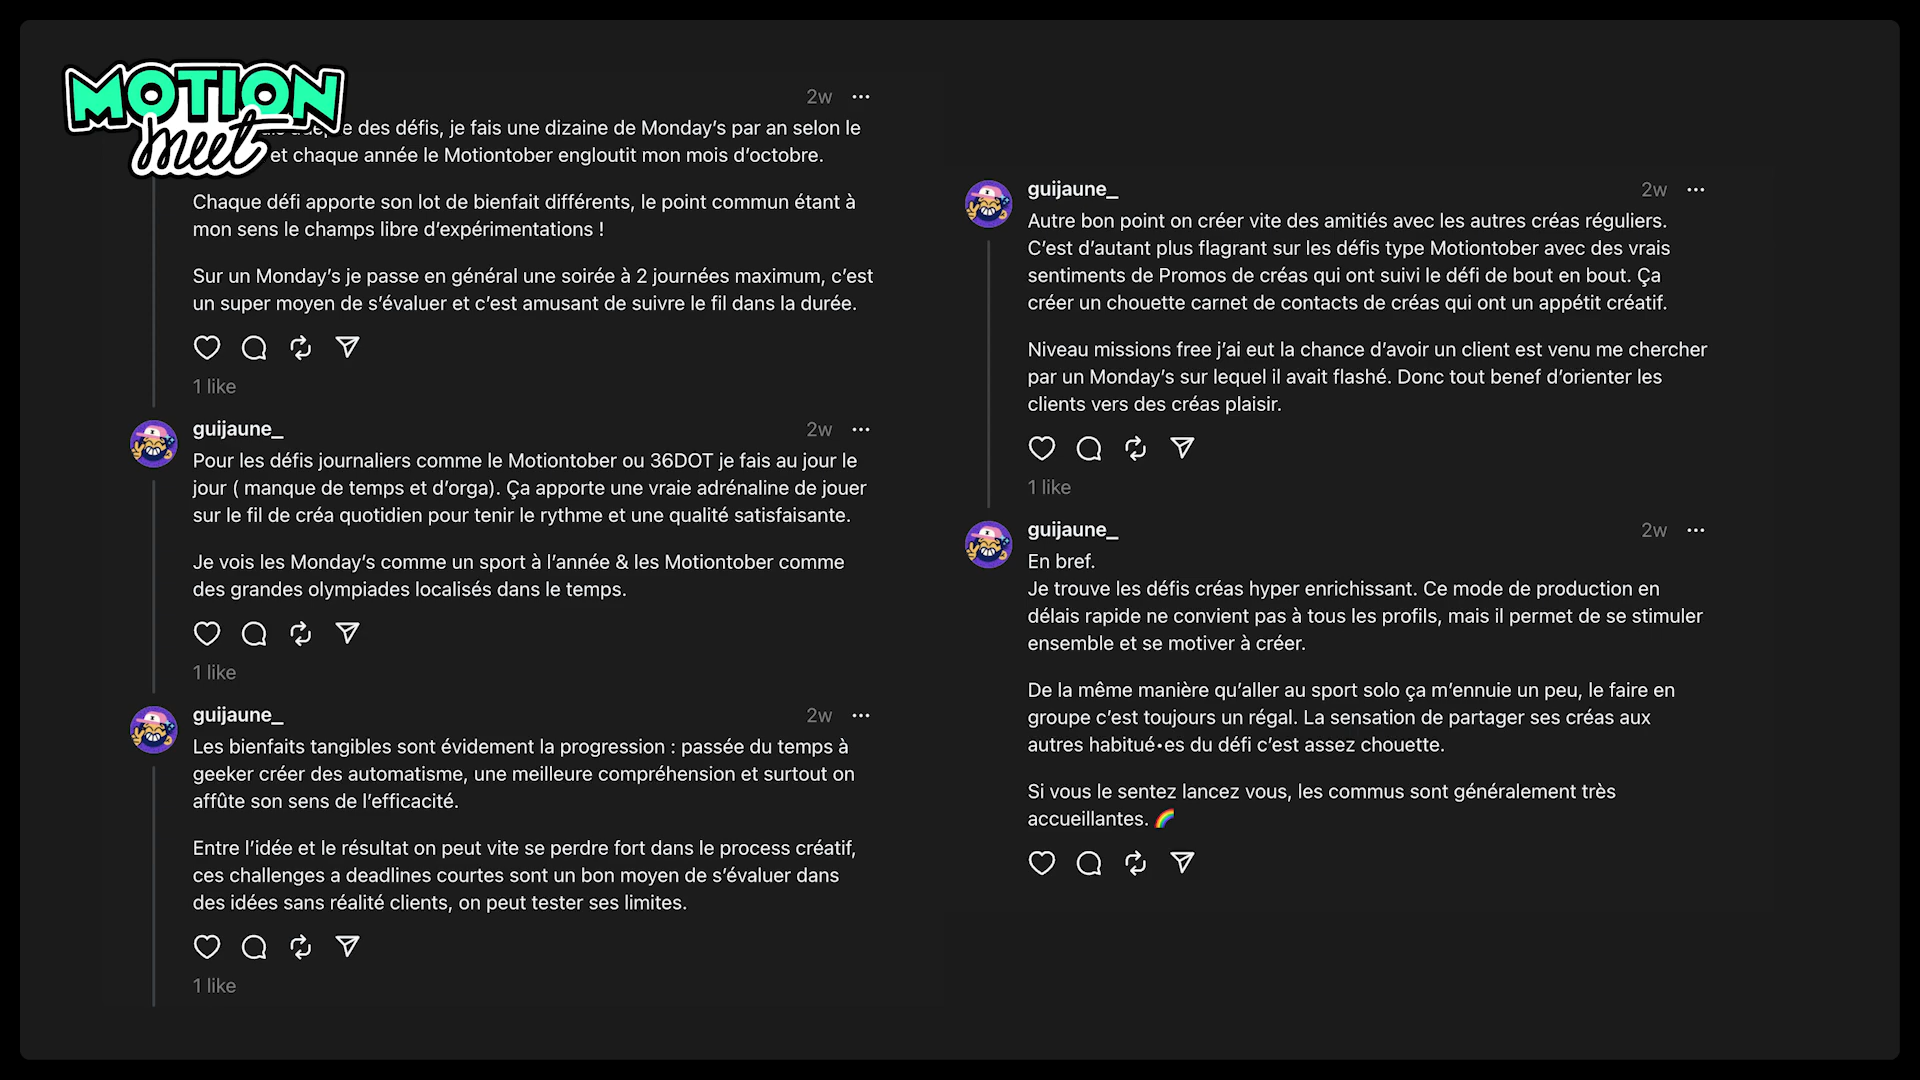 MOTION
meet
2w
des défis, je fais une dizaine de Monday’s par an selon le
et chaque année le Motiontober engloutit mon mois d’octobre.
Chaque défi apporte son lot de bienfait différents, le point commun étant à
mon sens le champs libre d’expérimentations !
Sur un Monday’s je passe en général une soirée à 2 journées maximum, c’est
un super moyen de s’évaluer et c’est amusant de suivre le fil dans la durée.
1 like
guijaune_ 2w
Pour les défis journaliers comme le Motiontober ou 36DOT je fais au jour le
jour ( manque de temps et d’orga). Ça apporte une vraie adrénaline de jouer
sur le fil de créa quotidien pour tenir le rythme et une qualité satisfaisante.
Je vois les Monday’s comme un sport à l’année & les Motiontober comme
des grandes olympiades localisés dans le temps.
1 like
guijaune_ 2w
Les bienfaits tangibles sont évidement la progression : passée du temps à
geeker créer des automatisme, une meilleure compréhension et surtout on
affûte son sens de l’efficacité.
Entre l’idée et le résultat on peut vite se perdre fort dans le process créatif,
ces challenges a deadlines courtes sont un bon moyen de s’évaluer dans
des idées sans réalité clients, on peut tester ses limites.
1 like
guijaune_ 2w
Autre bon point on créer vite des amitiés avec les autres créas réguliers.
C’est d’autant plus flagrant sur les défis type Motiontober avec des vrais
sentiments de Promos de créas qui ont suivi le défi de bout en bout. Ça
créer un chouette carnet de contacts de créas qui ont un appétit créatif.
Niveau missions free j’ai eut la chance d’avoir un client est venu me chercher
par un Monday’s sur lequel il avait flashé. Donc tout benef d’orienter les
clients vers des créas plaisir.
1 like
guijaune_ 2w
En bref.
Je trouve les défis créas hyper enrichissant. Ce mode de production en
délais rapide ne convient pas à tous les profils, mais il permet de se stimuler
ensemble et se motiver à créer.
De la même manière qu’aller au sport solo ça m’ennuie un peu, le faire en
groupe c’est toujours un régal. La sensation de partager ses créas aux
autres habitué•es du défi c’est assez chouette.
Si vous le sentez lancez vous, les commus sont généralement très
accueillantes. 🌈